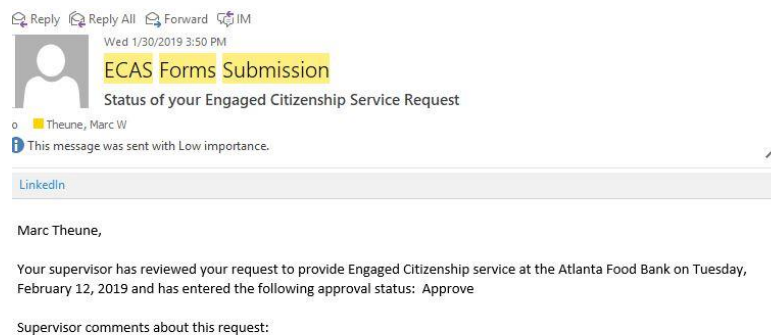 Reply Reply All Forward IM
Wed 1/30/2019 3:50 PM
ECAS Forms Submission
Status of your Engaged Citizenship Service Request
o Theune, Marc W
This message was sent with Low importance.
LinkedIn
Marc Theune,
Your supervisor has reviewed your request to provide Engaged Citizenship service at the Atlanta Food Bank on Tuesday,
February 12, 2019 and has entered the following approval status: Approve
Supervisor comments about this request: